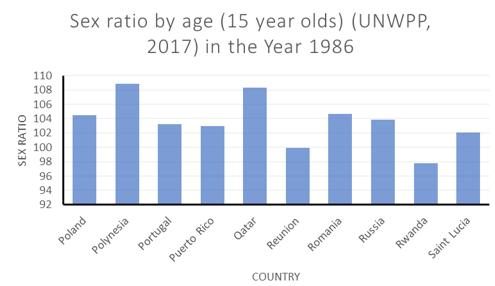 Sex ratio by age (15 year olds) (UNWPP,
2017) in the Year 1986
110
108
106
104
102
100
98
96
94
92
SEX RATIO
Poland
Polynesia
Portugal
Puerto Rico
Qatar
Reunion
Romania
Russia
Rwanda
Saint Lucia
COUNTRY